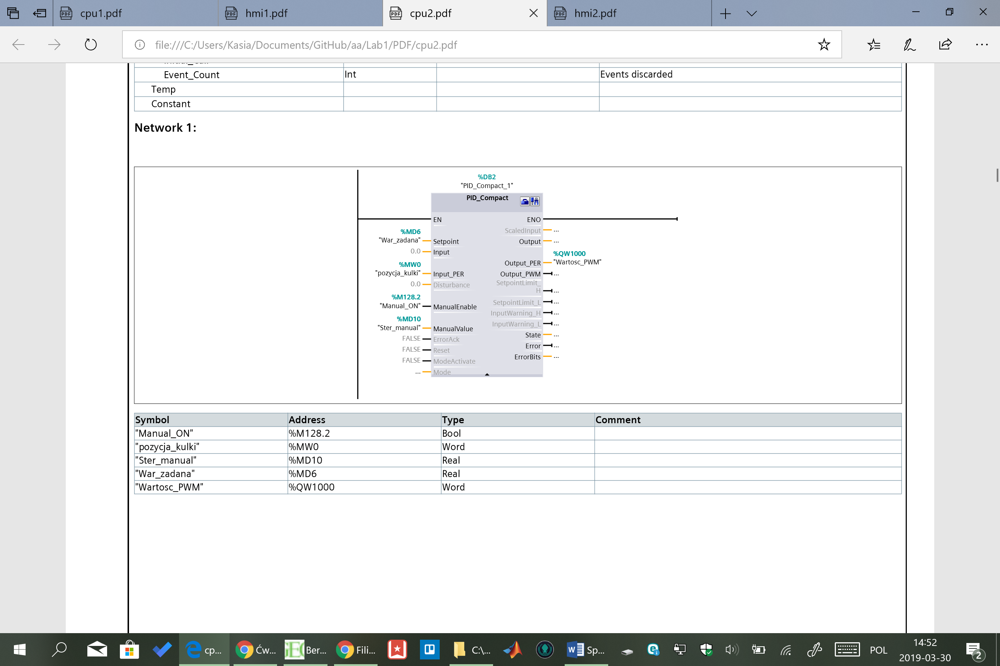 cpu1.pdf hmi1.pdf cpu2.pdf hmi2.pdf
file:///C:/Users/Kasia/Documents/GitHub/aa/Lab1/PDF/cpu2.pdf
Event_Count Int Events discarded
Temp
Constant
Network 1:
%DB2
"PID_Compact_1"
PID_Compact
EN ENO
ScaledInput ...
%MD6
"War_zadana" Setpoint Output ...
0.0 Input
%QW1000
Output_PER "Wartosc_PWM"
%MW0
"pozycja_kulki" Input_PER Output_PWM ...
0.0 Disturbance SetpointLimit_
H ...
%M128.2
"Manual_ON" ManualEnable SetpointLimit_L ...
InputWarning_H ...
%MD10
"Ster_manual" ManualValue InputWarning_L ...
FALSE ErrorAck State ...
FALSE Reset Error ...
FALSE ModeActivate ErrorBits ...
... Mode
Symbol Address Type Comment
"Manual_ON" %M128.2 Bool
"pozycja_kulki" %MW0 Word
"Ster_manual" %MD10 Real
"War_zadana" %MD6 Real
"Wartosc_PWM" %QW1000 Word
cp... Ćw... Ber... Fili... C:\... Sp... POL 14:52
2019-03-30 2